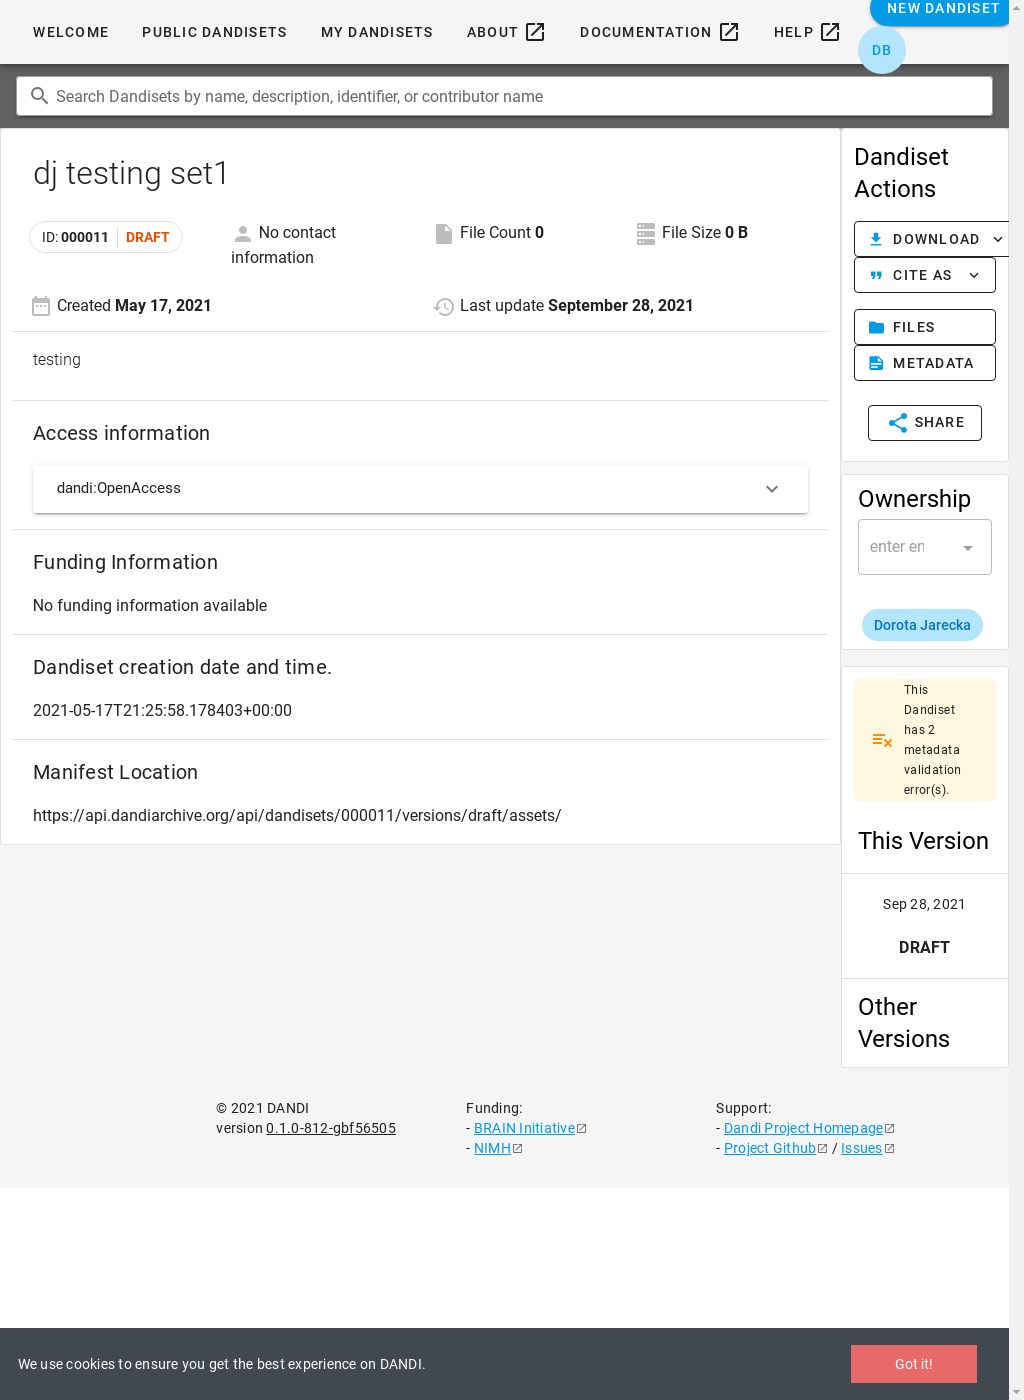 WELCOME
PUBLIC DANDISETS
MY DANDISETS
ABOUT
DOCUMENTATION
HELP
NEW DANDISET
DB
Search Dandisets by name, description, identifier, or contributor name
dj testing set1
ID: 000011 DRAFT
No contact
information
File Count 0
File Size 0 B
Created May 17, 2021
Last update September 28, 2021
testing
Access information
dandi:OpenAccess
Funding Information
No funding information available
Dandiset creation date and time.
2021-05-17T21:25:58.178403+00:00
Manifest Location
https://api.dandiarchive.org/api/dandisets/000011/versions/draft/assets/
Dandiset
Actions
DOWNLOAD
CITE AS
FILES
METADATA
SHARE
Ownership
enter en
Dorota Jarecka
This
Dandiset
has 2
metadata
validation
error(s).
This Version
Sep 28, 2021
DRAFT
Other
Versions
© 2021 DANDI
version 0.1.0-812-gbf56505
Funding:
- BRAIN Initiative
- NIMH
Support:
- Dandi Project Homepage
- Project Github / Issues
We use cookies to ensure you get the best experience on DANDI.
Got it!